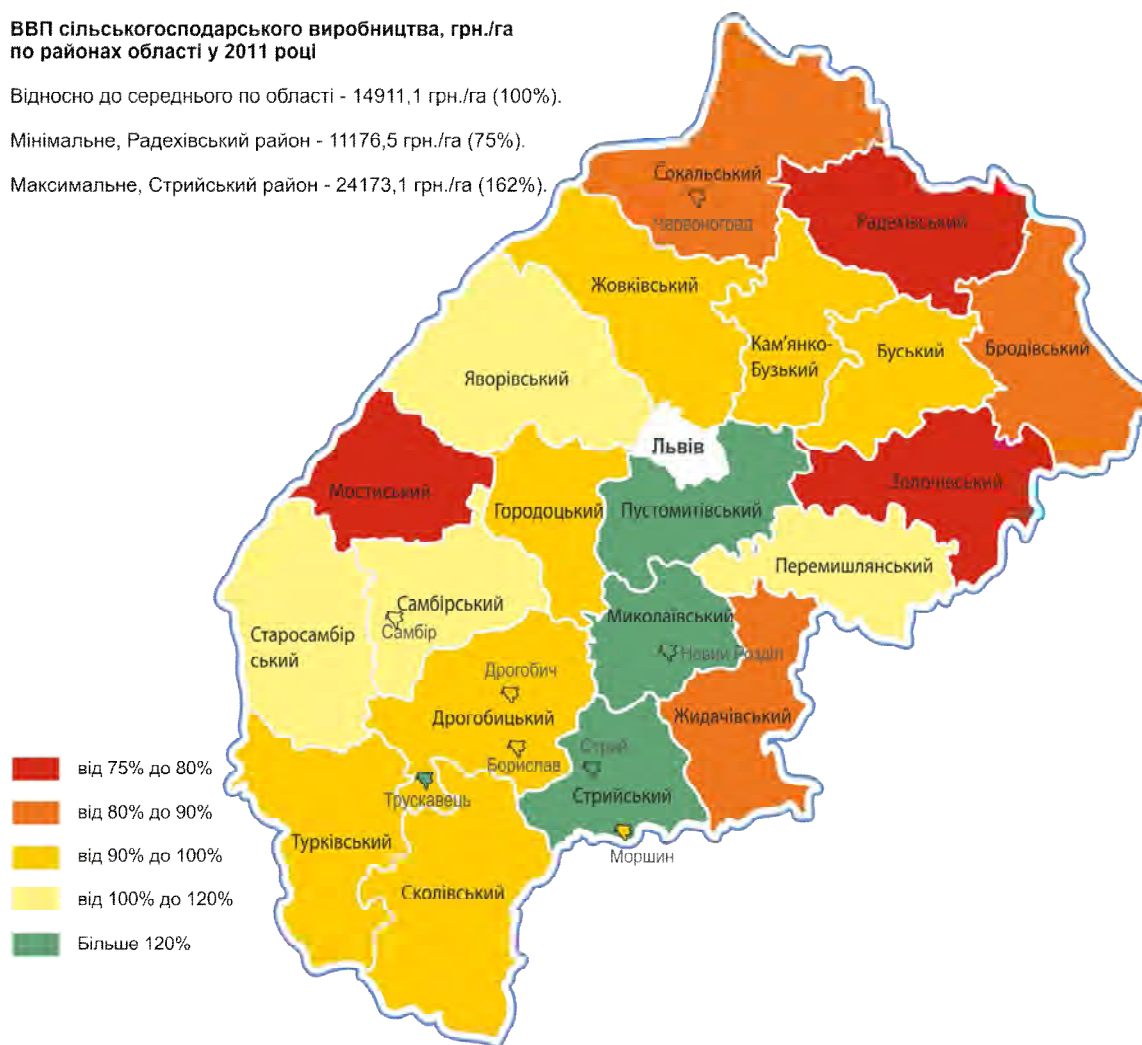 ВВП сільськогосподарського виробництва, грн./га
по районах області у 2011 році
Відносно до середнього по області - 14911,1 грн./га (100%).
Мінімальне, Радехівський район - 11176,5 грн./га (75%).
Максимальне, Стрийський район - 24173,1 грн./га (162%).
Сокальський
Червоноград
Радехівський
Жовківський
Кам'янко-
Бузький
Буський
Бродівський
Яворівський
Львів
Мостиський
Городоцький
Пустомитівський
Золочівський
Перемишлянський
Самбірський
Самбір
Старосамбір
ський
Миколаївський
Новий Розділ
Дрогобич
Дрогобицький
Борислав
Жидачівський
Стрий
Стрийський
Трускавець
Турківський
Моршин
Сколівський
від 75% до 80%
від 80% до 90%
від 90% до 100%
від 100% до 120%
Більше 120%